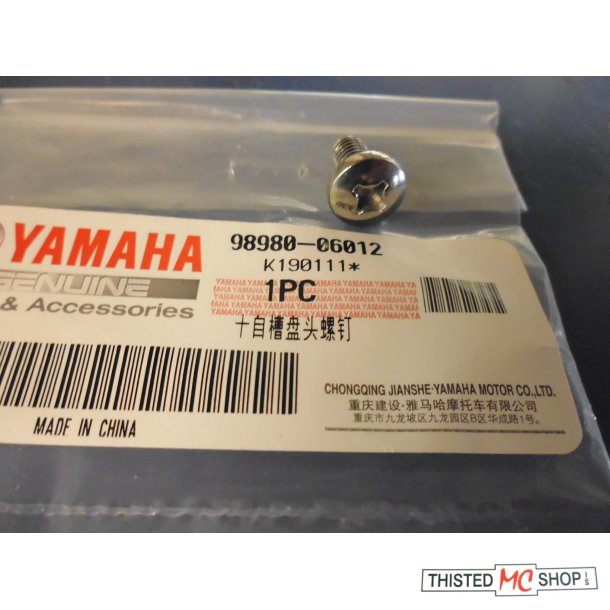 YAMAHA
98980-06012
GENUINE
K190111*
& Accessories
1PC
十自槽盘头螺钉
CHONGQING JIANSHE·YAMAHA MOTOR CO.,LTD.
重庆建设·雅马哈摩托车有限公司
重庆市九龙坡区九龙园区B区华成路1号。
MADE IN CHINA
THISTED MC SHOP I/S